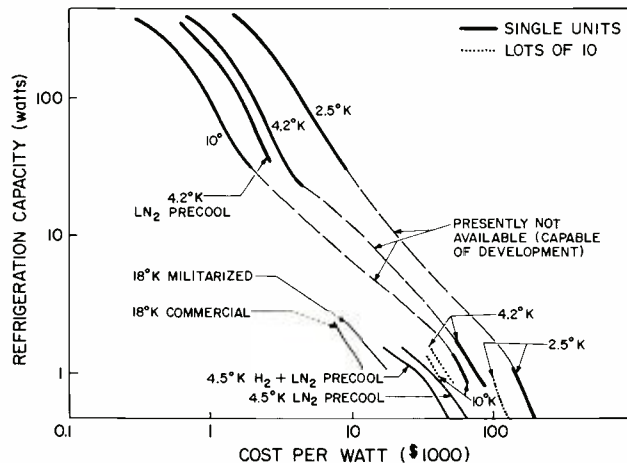 SINGLE UNITS
LOTS OF 10
REFRIGERATION CAPACITY (watts)
100
10
1
10°
4.2°K
2.5°K
4.2°K
LN₂ PRECOOL
PRESENTLY NOT
AVAILABLE (CAPABLE
OF DEVELOPMENT)
18°K MILITARIZED
18°K COMMERCIAL
4.2°K
2.5°K
4.5°K H₂ + LN₂ PRECOOL
4.5°K LN₂ PRECOOL
10°K
0.1
1
10
100
COST PER WATT ($1000)